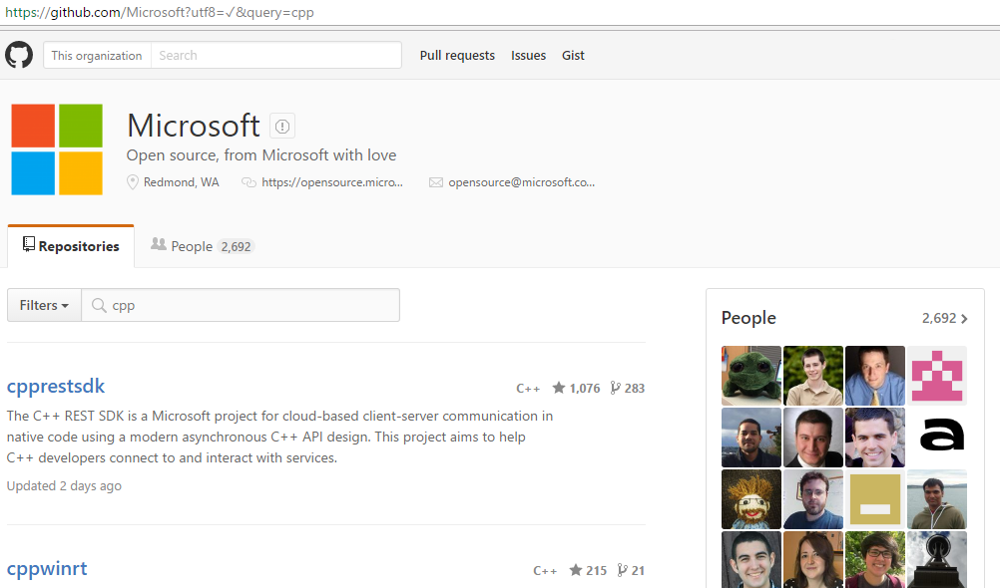 https://github.com/Microsoft?utf8=✓&query=cpp
This organization Search Pull requests Issues Gist
Microsoft
Open source, from Microsoft with love
Redmond, WA https://opensource.micro... opensource@microsoft.co...
Repositories People 2,692
Filters cpp
People 2,692
cpprestsdk C++ 1,076 283
The C++ REST SDK is a Microsoft project for cloud-based client-server communication in
native code using a modern asynchronous C++ API design. This project aims to help
C++ developers connect to and interact with services.
Updated 2 days ago
a
cppwinrt C++ 215 21